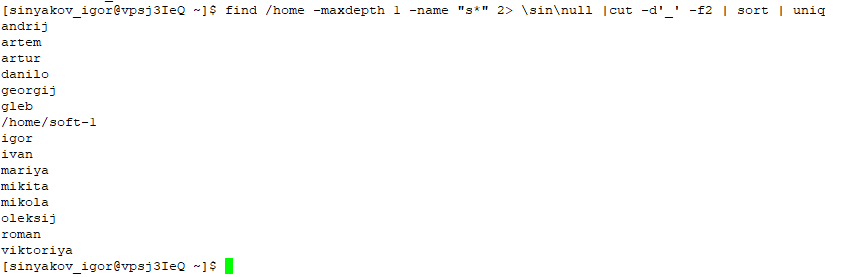 [sinyakov_igor@vpsj3IeQ ~]$ find /home -maxdepth 1 -name "s*" 2> \sin\null |cut -d'_' -f2 | sort | uniq
andrij
artem
artur
danilo
georgij
gleb
/home/soft-1
igor
ivan
mariya
mikita
mikola
oleksij
roman
viktoriya
[sinyakov_igor@vpsj3IeQ ~]$